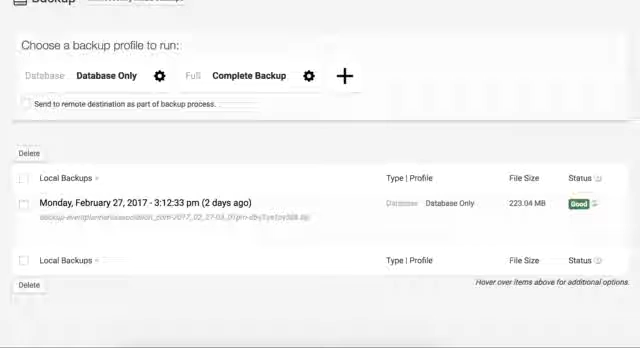 Backup
Choose a backup profile to run:
Database Database Only Full Complete Backup
Send to remote destination as part of backup process.
Delete
Local Backups Type | Profile File Size Status
Monday, February 27, 2017 - 3:12:33 pm (2 days ago) Database Database Only 223.04 MB Good
Local Backups Type | Profile File Size Status
Delete
Hover over items above for additional options.